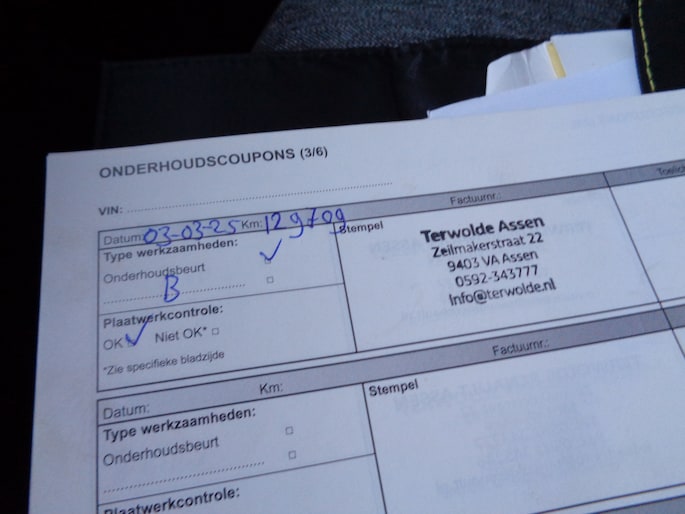 ONDERHOUDSCOUPONS (3/6)
VIN:
Datum: 03-03-25 Km: 129709
Factuurnr.:
Type werkzaamheden:
Onderhoudsbeurt
B
Plaatwerkcontrole:
OK Niet OK*
*Zie specifieke bladzijde
Stempel
Terwolde Assen
Zeilmakerstraat 22
9403 VA Assen
0592-343777
Info@terwolde.nl
Datum: Km:
Factuurnr.:
Type werkzaamheden:
Onderhoudsbeurt
Plaatwerkcontrole:
Stempel